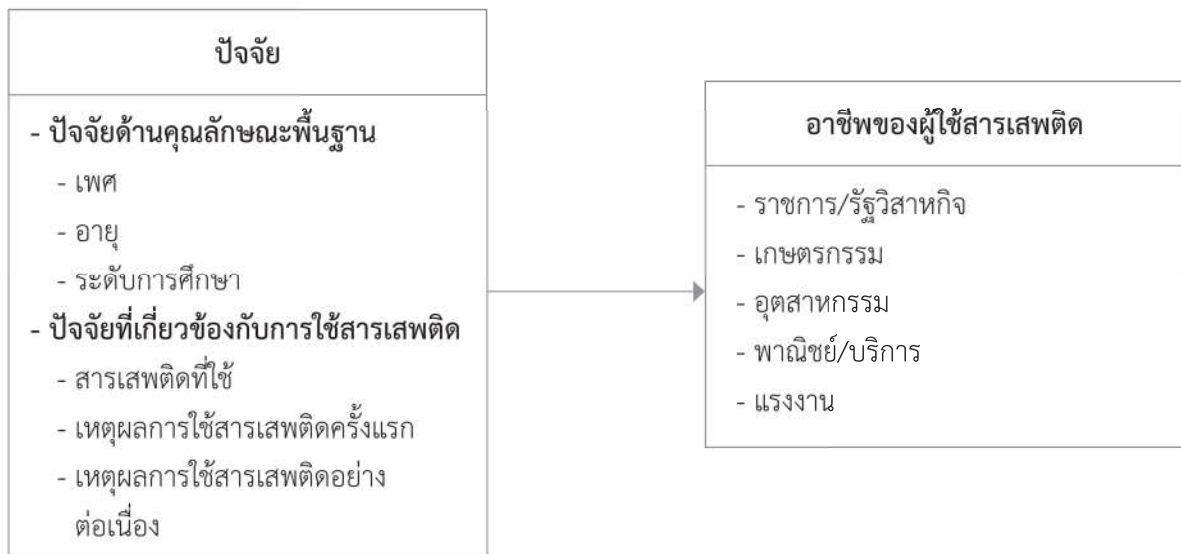 ปัจจัย
- ปัจจัยด้านคุณลักษณะพื้นฐาน
- เพศ
- อายุ
- ระดับการศึกษา
- ปัจจัยที่เกี่ยวข้องกับการใช้สารเสพติด
- สารเสพติดที่ใช้
- เหตุผลการใช้สารเสพติดครั้งแรก
- เหตุผลการใช้สารเสพติดอย่าง
ต่อเนื่อง
อาชีพของผู้ใช้สารเสพติด
- ราชการ/รัฐวิสาหกิจ
- เกษตรกรรม
- อุตสาหกรรม
- พาณิชย์/บริการ
- แรงงาน